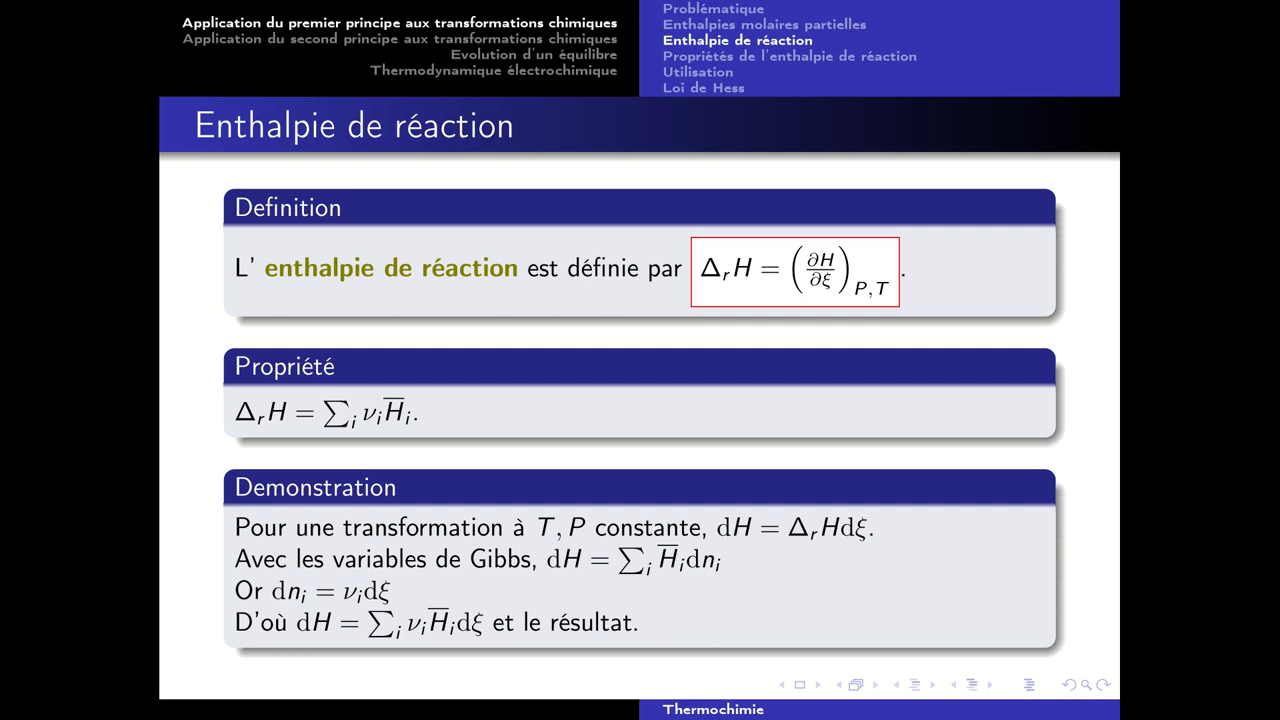 Application du premier principe aux transformations chimiques
Application du second principe aux transformations chimiques
Evolution d'un équilibre
Thermodynamique électrochimique
Problématique
Enthalpies molaires partielles
Enthalpie de réaction
Propriétés de l'enthalpie de réaction
Utilisation
Loi de Hess
Enthalpie de réaction
Definition
L' enthalpie de réaction est définie par Δ_r H = (∂H/∂ξ)_{P,T}.
Propriété
Δ_r H = ∑_i ν_i H̅_i.
Demonstration
Pour une transformation à T, P constante, dH = Δ_r H dξ.
Avec les variables de Gibbs, dH = ∑_i H̅_i dn_i
Or dn_i = ν_i dξ
D'où dH = ∑_i ν_i H̅_i dξ et le résultat.
Thermochimie